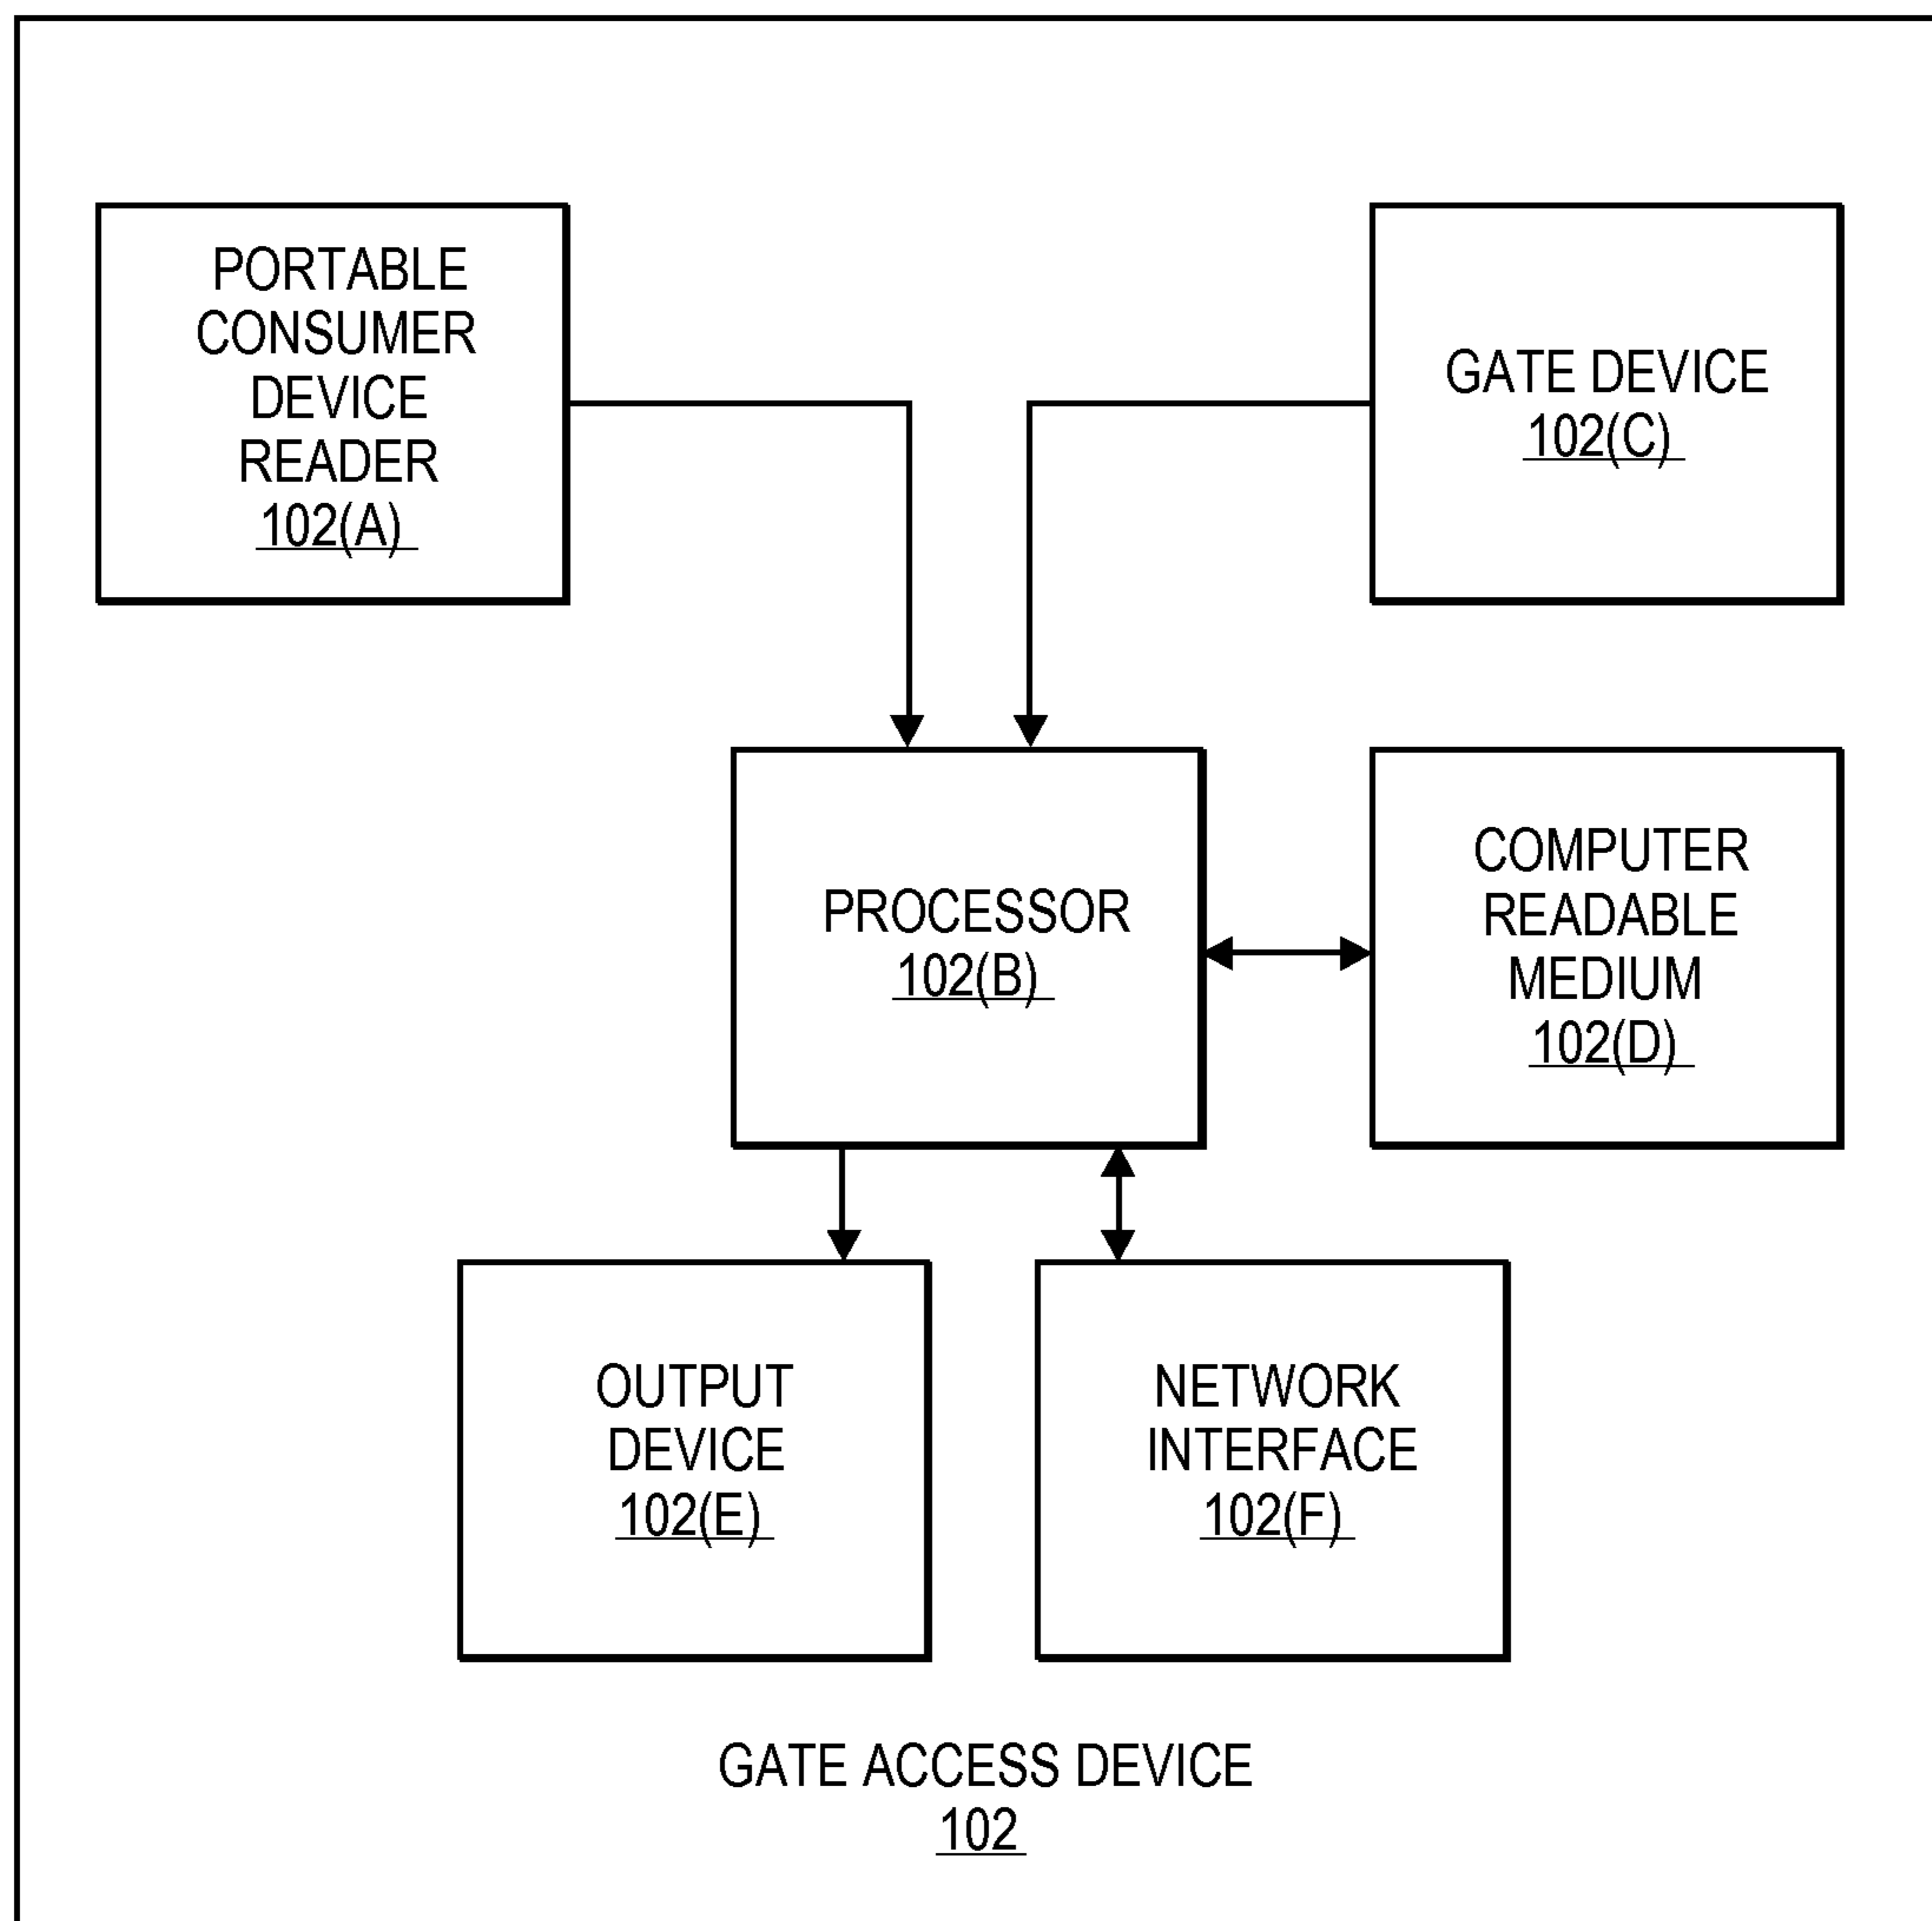 PORTABLE
CONSUMER
DEVICE
READER
102(A)
GATE DEVICE
102(C)
PROCESSOR
102(B)
COMPUTER
READABLE
MEDIUM
102(D)
OUTPUT
DEVICE
102(E)
NETWORK
INTERFACE
102(F)
GATE ACCESS DEVICE
102